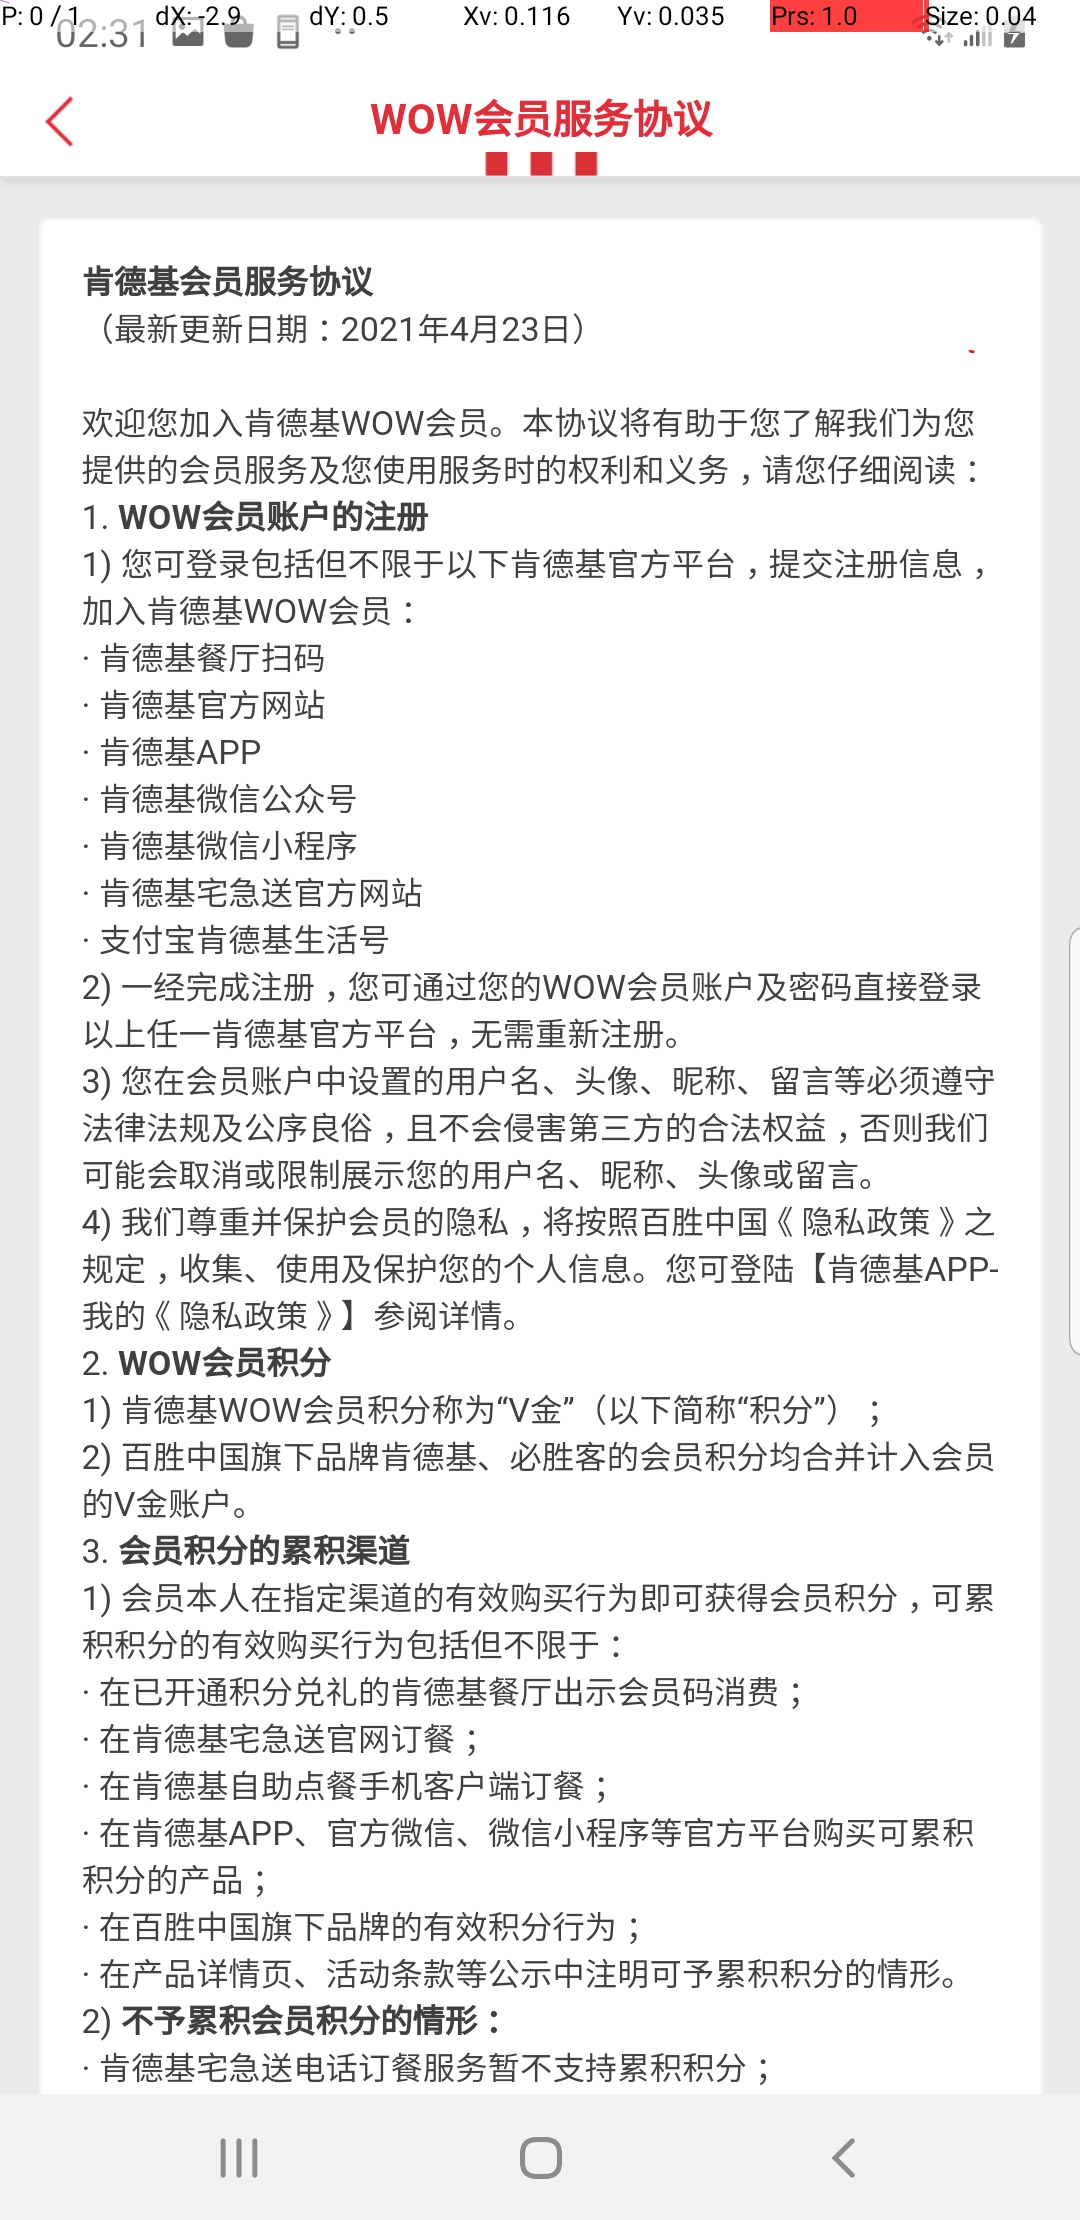 P: 0 / 1 dX: -2.9 dY: 0.5 Xv: 0.116 Yv: 0.035 Prs: 1.0 Size: 0.04
02:31
WOW会员服务协议
肯德基会员服务协议
（最新更新日期：2021年4月23日）
欢迎您加入肯德基WOW会员。本协议将有助于您了解我们为您
提供的会员服务及您使用服务时的权利和义务，请您仔细阅读：
1. WOW会员账户的注册
1) 您可登录包括但不限于以下肯德基官方平台，提交注册信息，
加入肯德基WOW会员：
· 肯德基餐厅扫码
· 肯德基官方网站
· 肯德基APP
· 肯德基微信公众号
· 肯德基微信小程序
· 肯德基宅急送官方网站
· 支付宝肯德基生活号
2) 一经完成注册，您可通过您的WOW会员账户及密码直接登录
以上任一肯德基官方平台，无需重新注册。
3) 您在会员账户中设置的用户名、头像、昵称、留言等必须遵守
法律法规及公序良俗，且不会侵害第三方的合法权益，否则我们
可能会取消或限制展示您的用户名、昵称、头像或留言。
4) 我们尊重并保护会员的隐私，将按照百胜中国《 隐私政策 》之
规定，收集、使用及保护您的个人信息。您可登陆【肯德基APP-
我的《 隐私政策 》】参阅详情。
2. WOW会员积分
1) 肯德基WOW会员积分称为“V金”（以下简称“积分”）；
2) 百胜中国旗下品牌肯德基、必胜客的会员积分均合并计入会员
的V金账户。
3. 会员积分的累积渠道
1) 会员本人在指定渠道的有效购买行为即可获得会员积分，可累
积积分的有效购买行为包括但不限于：
· 在已开通积分兑礼的肯德基餐厅出示会员码消费；
· 在肯德基宅急送官网订餐；
· 在肯德基自助点餐手机客户端订餐；
· 在肯德基APP、官方微信、微信小程序等官方平台购买可累积
积分的产品；
· 在百胜中国旗下品牌的有效积分行为；
· 在产品详情页、活动条款等公示中注明可予累积积分的情形。
2) 不予累积会员积分的情形：
· 肯德基宅急送电话订餐服务暂不支持累积积分；